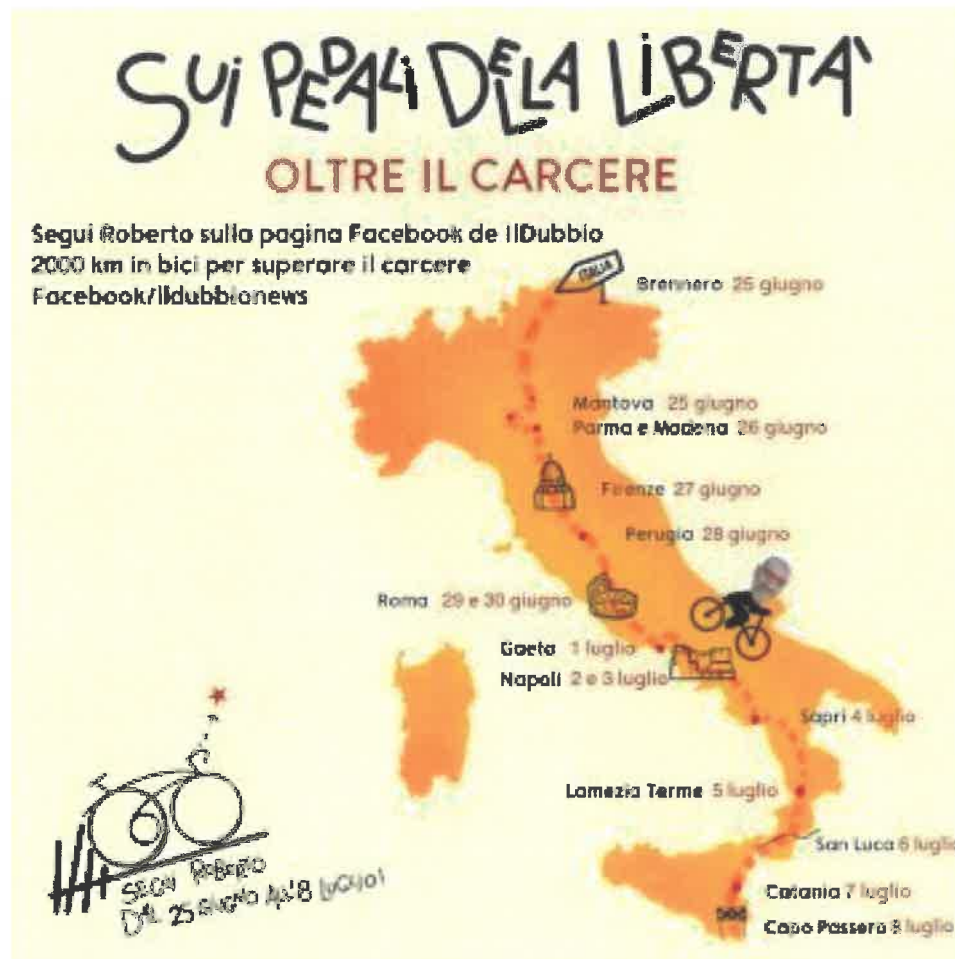 SUI PEDALI DELLA LIBERTA'
OLTRE IL CARCERE
Segui Roberto sulla pagina Facebook de IlDubbio
2000 km in bici per superare il carcere
Facebook/ildubbionews
ITALIA
Brennero 25 giugno
Mantova 25 giugno
Parma e Modena 26 giugno
Firenze 27 giugno
Perugia 28 giugno
Roma 29 e 30 giugno
Gaeta 1 luglio
Napoli 2 e 3 luglio
Sapri 4 luglio
Lamezia Terme 5 luglio
San Luca 6 luglio
Catania 7 luglio
Capo Passero 8 luglio
60
SEGUI ROBERTO
DAL 25 GIUGNO ALL'8 LUGLIO!